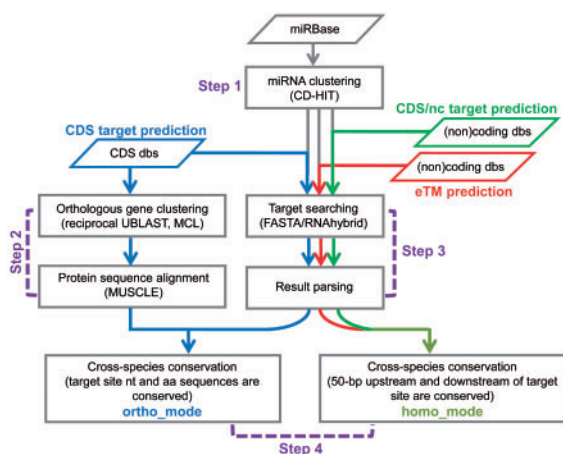 miRBase
Step 1
miRNA clustering
(CD-HIT)
CDS/nc target prediction
(non)coding dbs
CDS target prediction
CDS dbs
(non)coding dbs
eTM prediction
Orthologous gene clustering
(reciprocal UBLAST, MCL)
Target searching
(FASTA/RNAhybrid)
Step 2
Step 3
Protein sequence alignment
(MUSCLE)
Result parsing
Cross-species conservation
(target site nt and aa sequences are
conserved)
ortho_mode
Cross-species conservation
(50-bp upstream and downstream of target
site are conserved)
homo_mode
Step 4